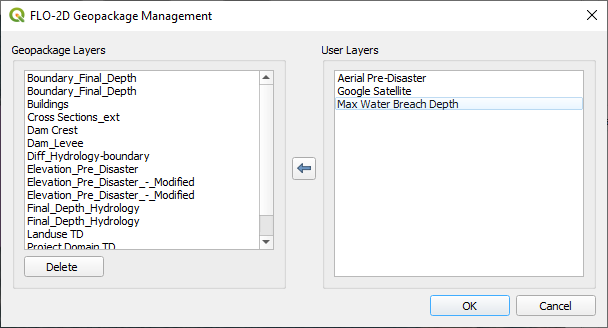 FLO-2D Geopackage Management
Geopackage Layers
Boundary_Final_Depth
Boundary_Final_Depth
Buildings
Cross Sections_ext
Dam Crest
Dam_Levee
Diff_Hydrology-boundary
Elevation_Pre_Disaster
Elevation_Pre_Disaster_-_Modified
Elevation_Pre_Disaster_-_Modified
Final_Depth_Hydrology
Final_Depth_Hydrology
Landuse TD
Project Domain TD
Delete
User Layers
Aerial Pre-Disaster
Google Satellite
Max Water Breach Depth
OK
Cancel